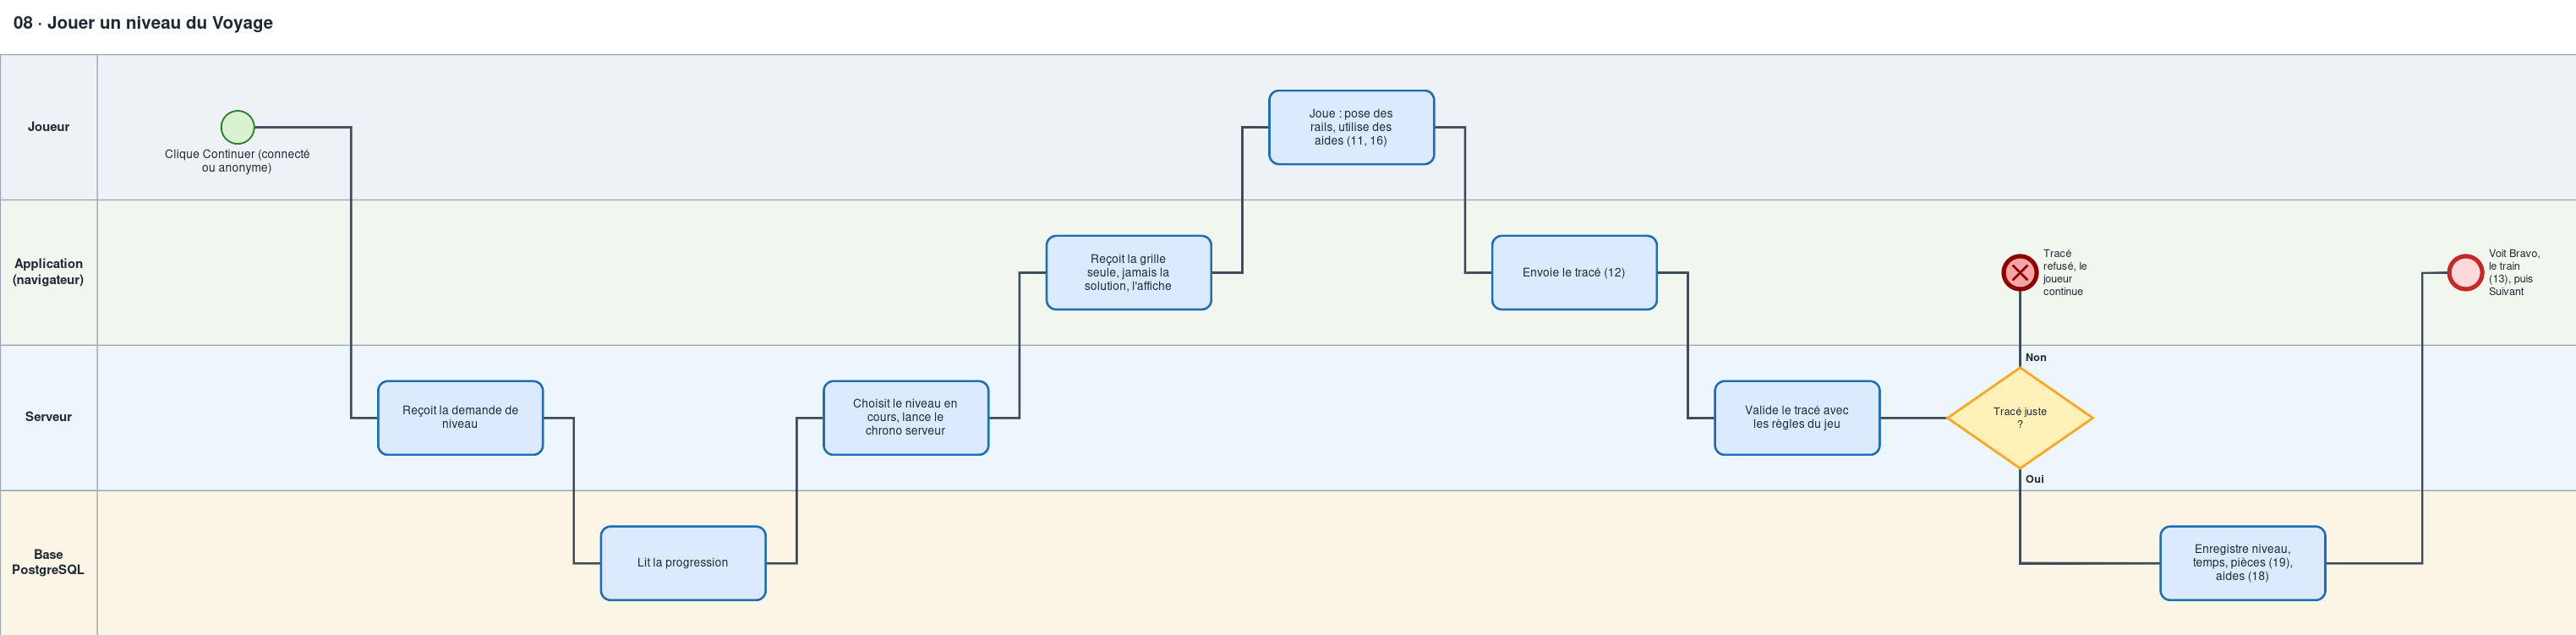 08 · Jouer un niveau du Voyage
Joueur
Clique Continuer (connecté
ou anonyme)
Joue : pose des
rails, utilise des
aides (11, 16)
Application
(navigateur)
Reçoit la grille
seule, jamais la
solution, l'affiche
Envoie le tracé (12)
Tracé
refusé, le
joueur
continue
Voit Bravo,
le train
(13), puis
Suivant
Serveur
Reçoit la demande de
niveau
Choisit le niveau en
cours, lance le
chrono serveur
Valide le tracé avec
les règles du jeu
Non
Tracé juste
?
Oui
Base
PostgreSQL
Lit la progression
Enregistre niveau,
temps, pièces (19),
aides (18)